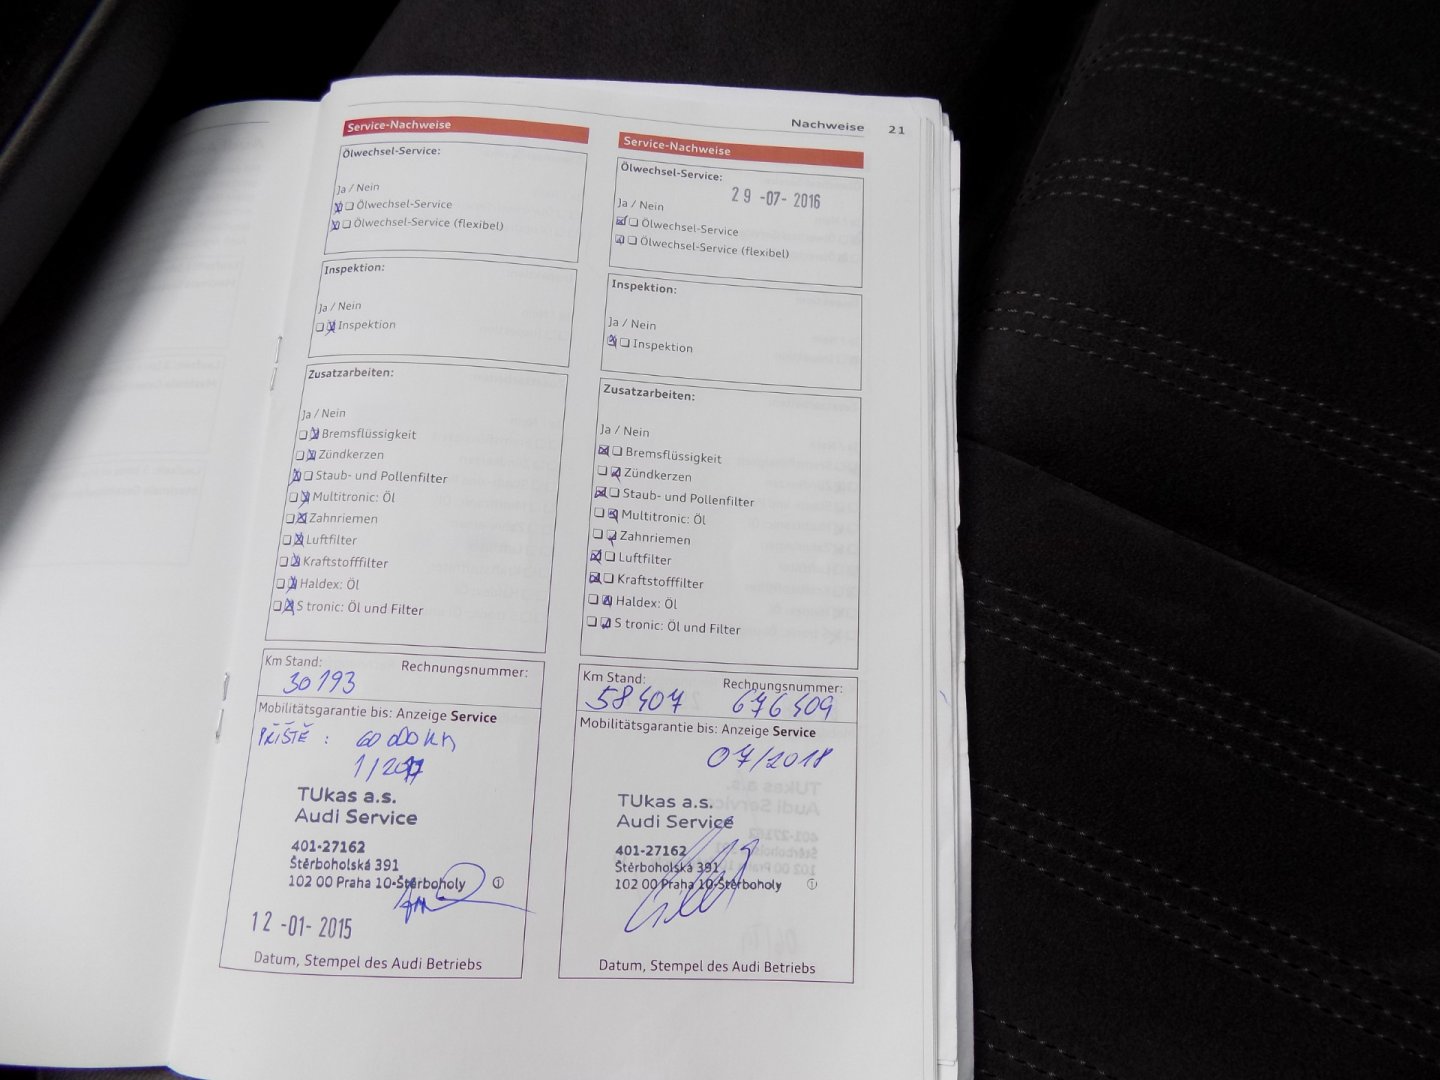 Nachweise 21
Service-Nachweise
Ölwechsel-Service:
Ja / Nein
Ölwechsel-Service
Ölwechsel-Service (flexibel)
Inspektion:
Ja / Nein
Inspektion
Zusatzarbeiten:
Ja / Nein
Bremsflüssigkeit
Zündkerzen
Staub- und Pollenfilter
Multitronic: Öl
Zahnriemen
Luftfilter
Kraftstofffilter
Haldex: Öl
S tronic: Öl und Filter
Km Stand: Rechnungsnummer:
30193
Mobilitätsgarantie bis: Anzeige Service
PŘÍŠTĚ : 60 000 km
1/2017
TUkas a.s.
Audi Service
401-27162
Štěrboholská 391
102 00 Praha 10-Štěrboholy
12 -01- 2015
Datum, Stempel des Audi Betriebs
Service-Nachweise
Ölwechsel-Service:
29 -07- 2016
Ja / Nein
Ölwechsel-Service
Ölwechsel-Service (flexibel)
Inspektion:
Ja / Nein
Inspektion
Zusatzarbeiten:
Ja / Nein
Bremsflüssigkeit
Zündkerzen
Staub- und Pollenfilter
Multitronic: Öl
Zahnriemen
Luftfilter
Kraftstofffilter
Haldex: Öl
S tronic: Öl und Filter
Km Stand: Rechnungsnummer:
58407 676409
Mobilitätsgarantie bis: Anzeige Service
07/2018
TUkas a.s.
Audi Service
401-27162
Štěrboholská 391
102 00 Praha 10-Štěrboholy
Datum, Stempel des Audi Betriebs